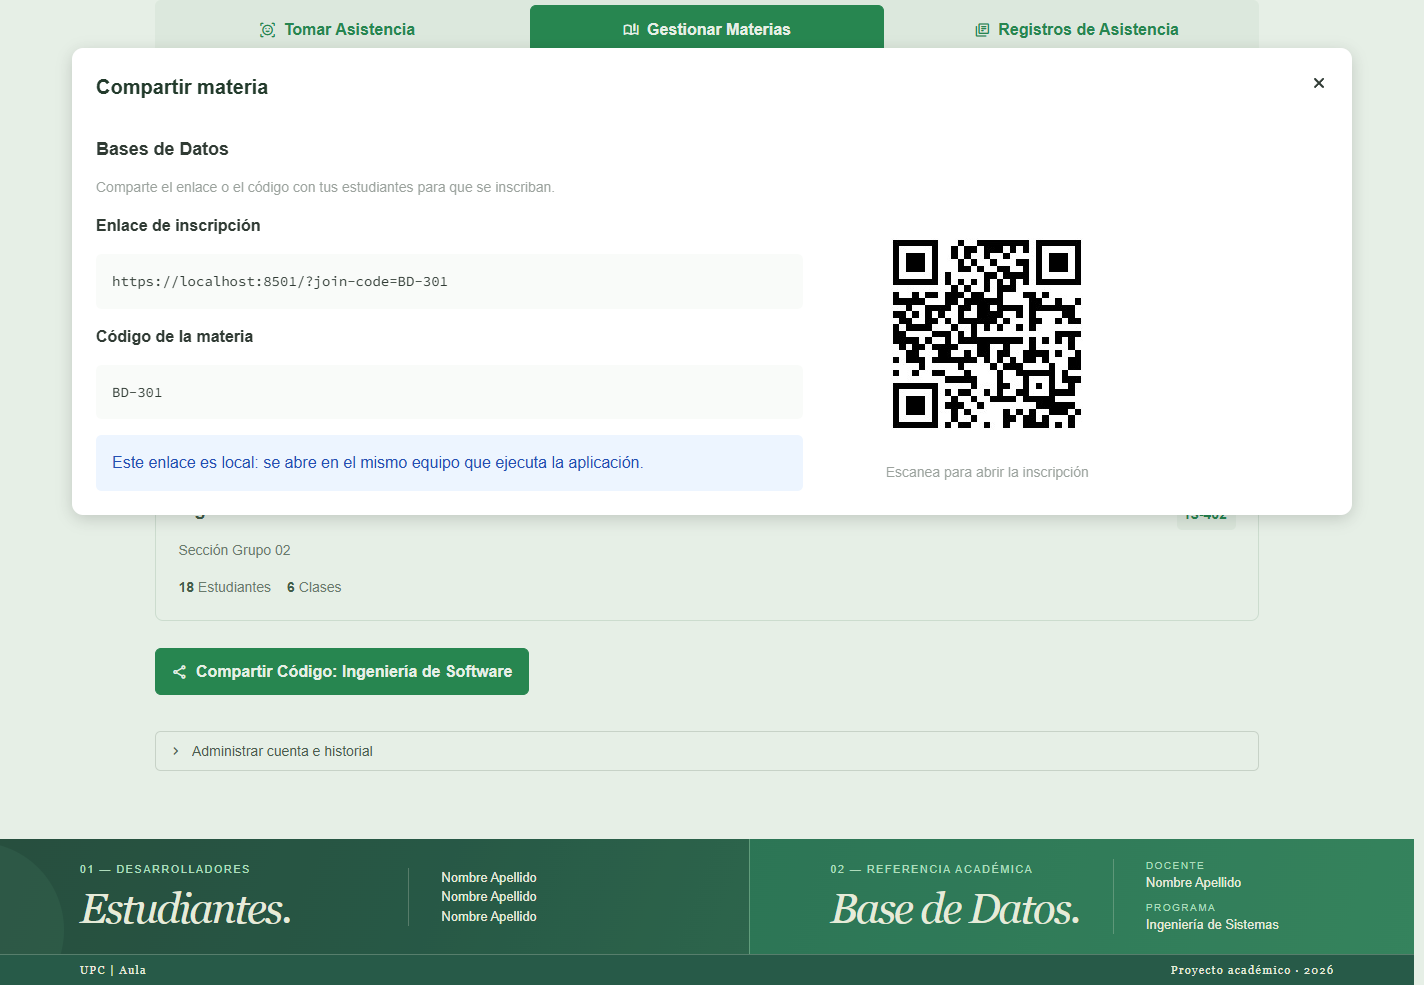 Tomar Asistencia
Gestionar Materias
Registros de Asistencia
Compartir materia
Bases de Datos
Comparte el enlace o el código con tus estudiantes para que se inscriban.
Enlace de inscripción
https://localhost:8501/?join-code=BD-301
Código de la materia
BD-301
Este enlace es local: se abre en el mismo equipo que ejecuta la aplicación.
Escanea para abrir la inscripción
Sección Grupo 02
18 Estudiantes 6 Clases
Compartir Código: Ingeniería de Software
Administrar cuenta e historial
01 — DESARROLLADORES
Estudiantes.
Nombre Apellido
Nombre Apellido
Nombre Apellido
02 — REFERENCIA ACADÉMICA
Base de Datos.
DOCENTE
Nombre Apellido
PROGRAMA
Ingeniería de Sistemas
UPC | Aula
Proyecto académico · 2026